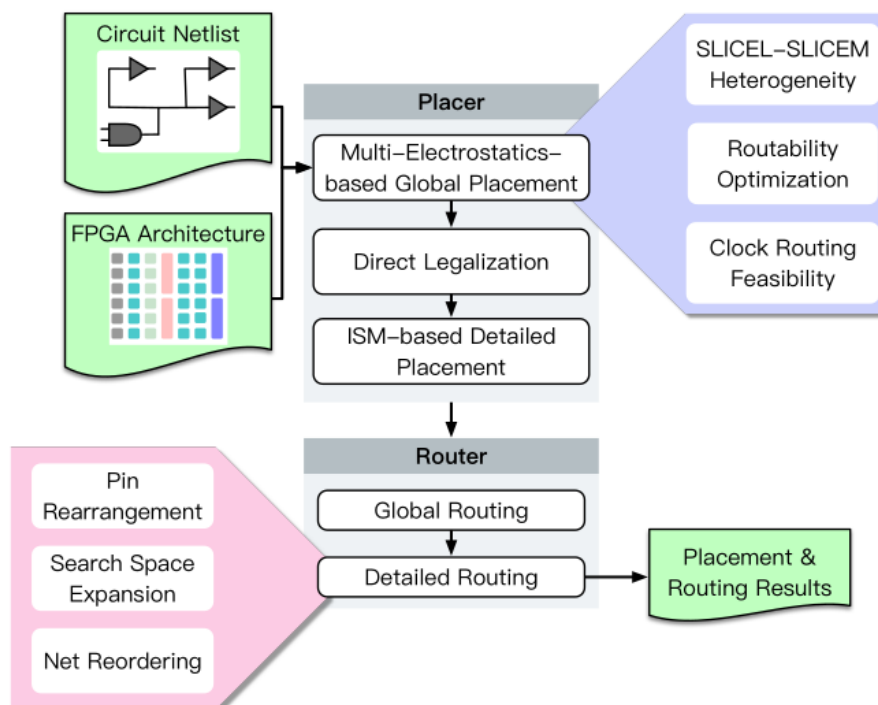 Circuit Netlist
FPGA Architecture
Placer
Multi-Electrostatics-
based Global Placement
Direct Legalization
ISM-based Detailed
Placement
SLICEL-SLICEM
Heterogeneity
Routability
Optimization
Clock Routing
Feasibility
Router
Global Routing
Detailed Routing
Pin
Rearrangement
Search Space
Expansion
Net Reordering
Placement &
Routing Results